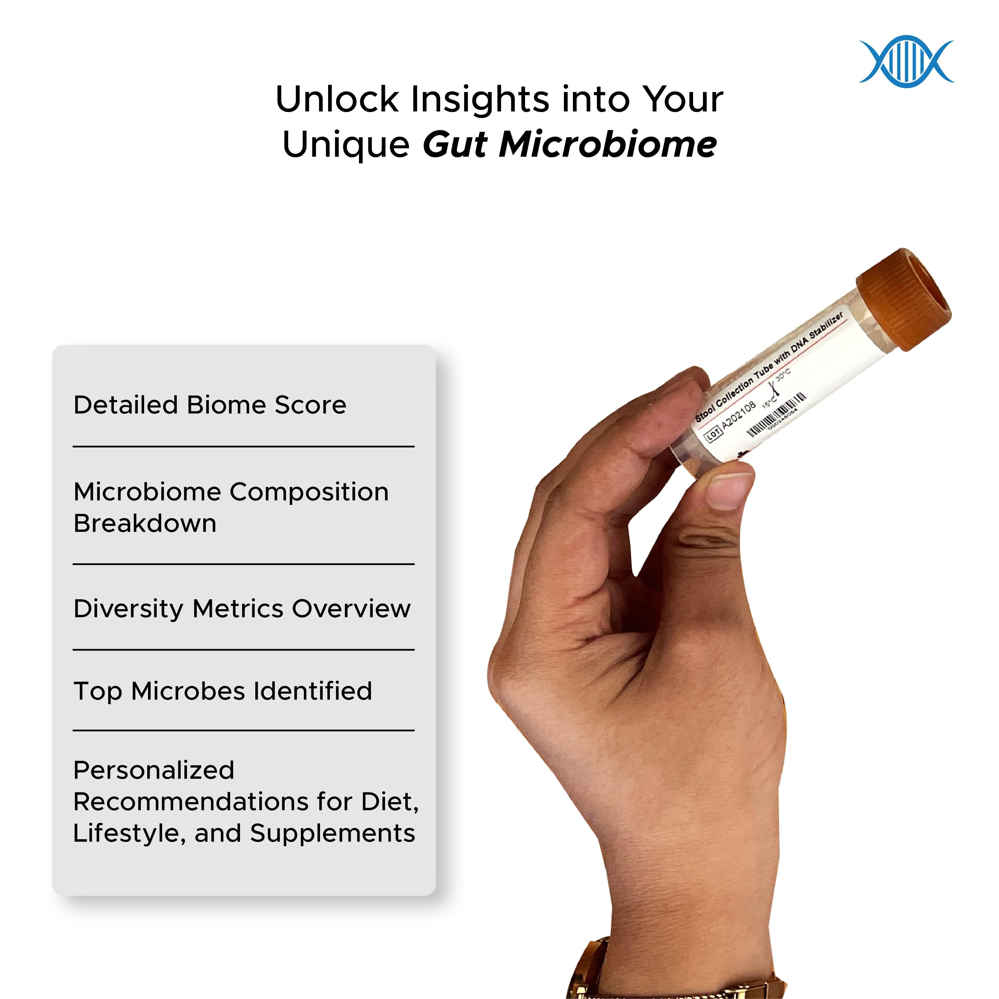 Unlock Insights into Your
Unique Gut Microbiome
Detailed Biome Score
Microbiome Composition
Breakdown
Diversity Metrics Overview
Top Microbes Identified
Personalized
Recommendations for Diet,
Lifestyle, and Supplements
Stool Collection Tube with DNA Stabilizer
LOT A202108
15°C 30°C